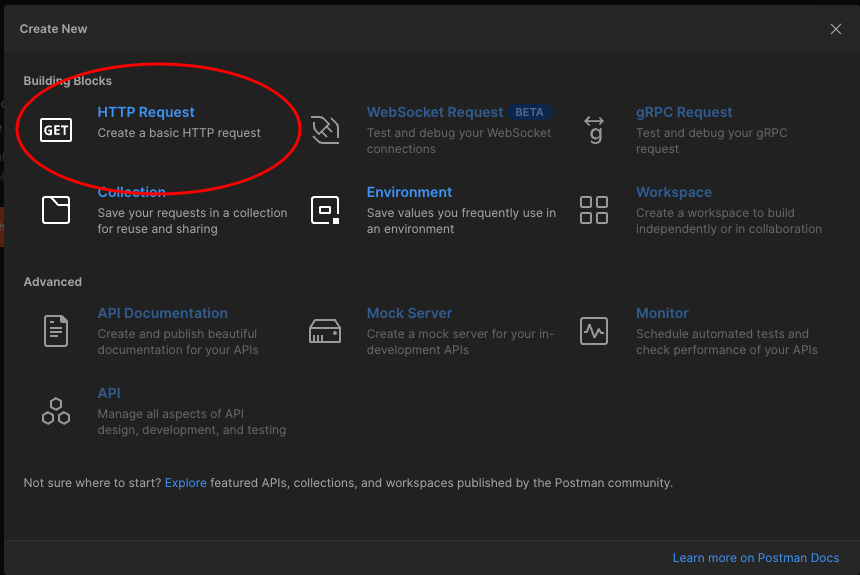 Create New
Building Blocks
GET
HTTP Request
Create a basic HTTP request
WebSocket Request BETA
Test and debug your WebSocket
connections
g
gRPC Request
Test and debug your gRPC
request
Collection
Save your requests in a collection
for reuse and sharing
Environment
Save values you frequently use in
an environment
Workspace
Create a workspace to build
independently or in collaboration
Advanced
API Documentation
Create and publish beautiful
documentation for your APIs
Mock Server
Create a mock server for your in-
development APIs
Monitor
Schedule automated tests and
check performance of your APIs
API
Manage all aspects of API
design, development, and testing
Not sure where to start? Explore featured APIs, collections, and workspaces published by the Postman community.
Learn more on Postman Docs